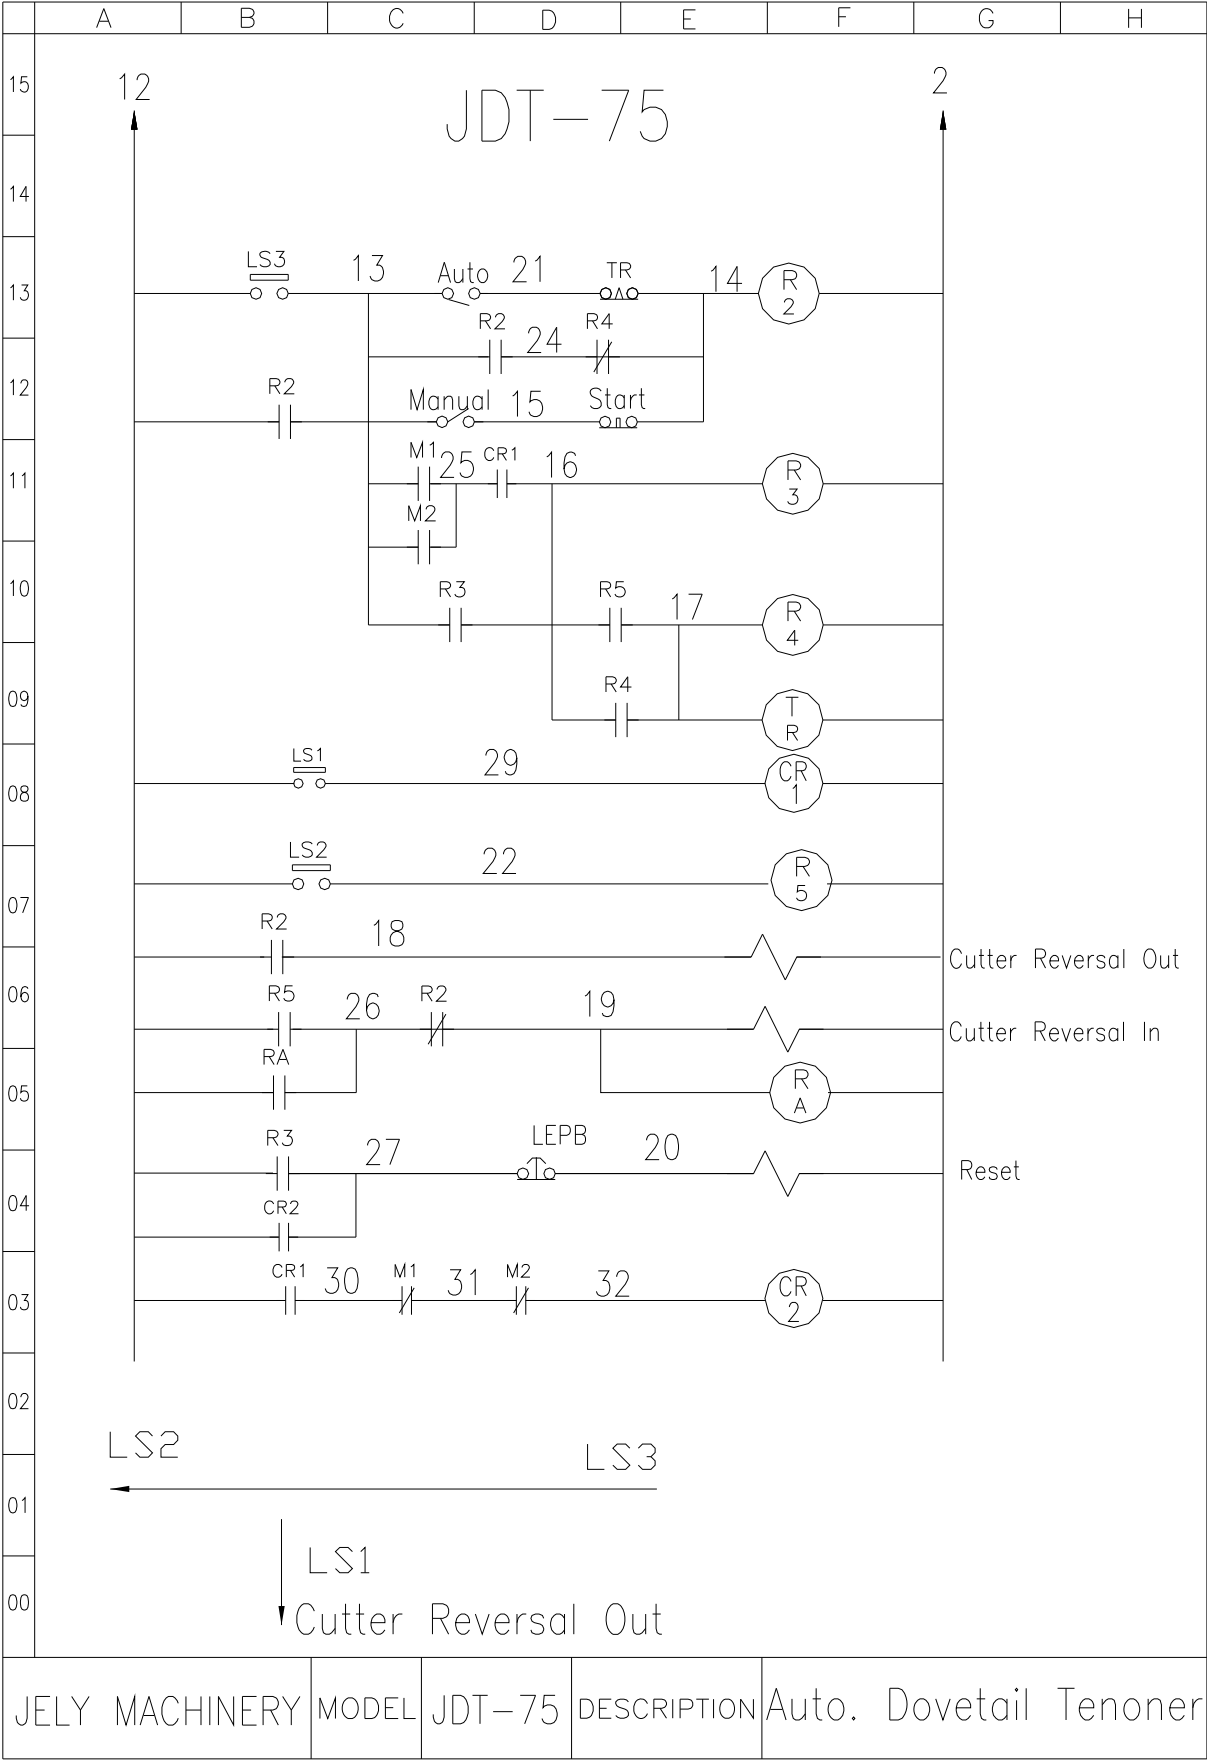 A B C D E F G H
15
12
JDT-75
2
14
LS3
13
Auto
21
TR
14
R
2
13
R2
24
R4
12
R2
Manual
15
Start
11
M1
25
CR1
16
R
3
M2
10
R3
R5
17
R
4
09
R4
T
R
08
LS1
29
CR
1
07
LS2
22
R
5
R2
18
Cutter Reversal Out
06
R5
26
R2
19
Cutter Reversal In
05
RA
R
A
R3
27
LEPB
20
Reset
04
CR2
03
CR1
30
M1
31
M2
32
CR
2
02
LS2
LS3
01
LS1
00
Cutter Reversal Out
JELY MACHINERY MODEL JDT-75 DESCRIPTION Auto. Dovetail Tenoner